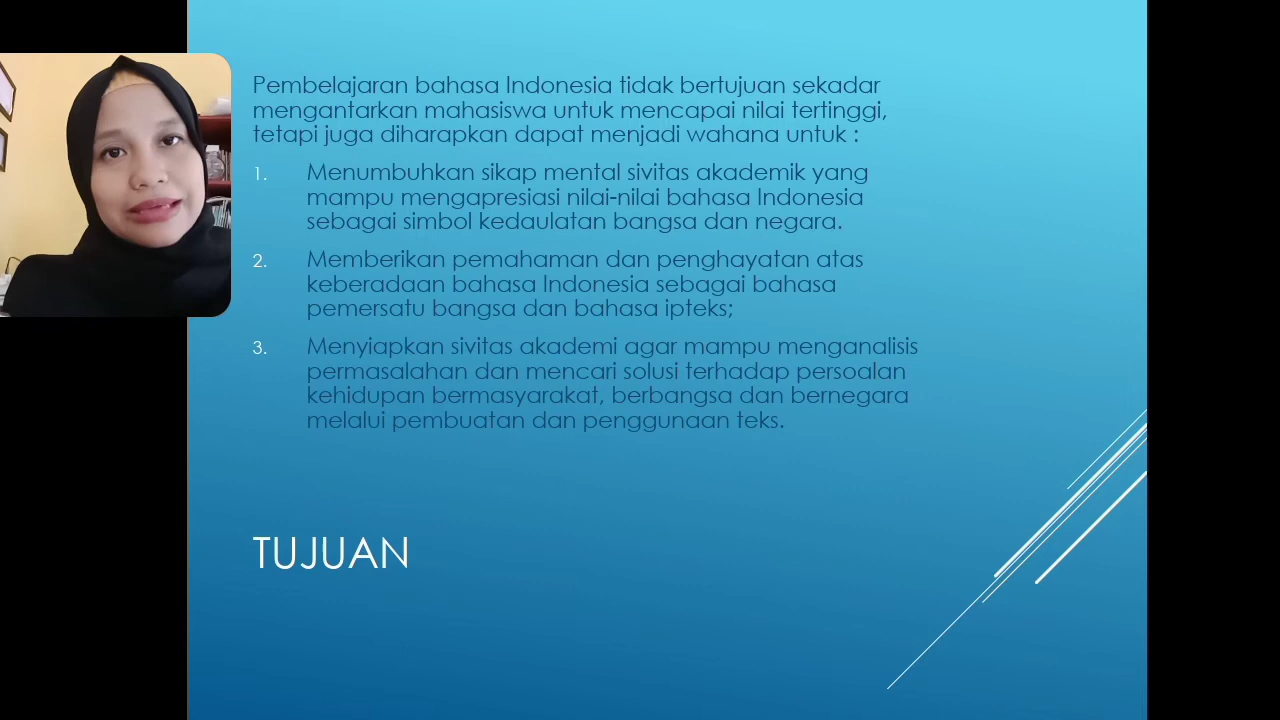 Pembelajaran bahasa Indonesia tidak bertujuan sekadar
mengantarkan mahasiswa untuk mencapai nilai tertinggi,
tetapi juga diharapkan dapat menjadi wahana untuk :
1. Menumbuhkan sikap mental sivitas akademik yang
mampu mengapresiasi nilai-nilai bahasa Indonesia
sebagai simbol kedaulatan bangsa dan negara.
2. Memberikan pemahaman dan penghayatan atas
keberadaan bahasa Indonesia sebagai bahasa
pemersatu bangsa dan bahasa ipteks;
3. Menyiapkan sivitas akademi agar mampu menganalisis
permasalahan dan mencari solusi terhadap persoalan
kehidupan bermasyarakat, berbangsa dan bernegara
melalui pembuatan dan penggunaan teks.
TUJUAN